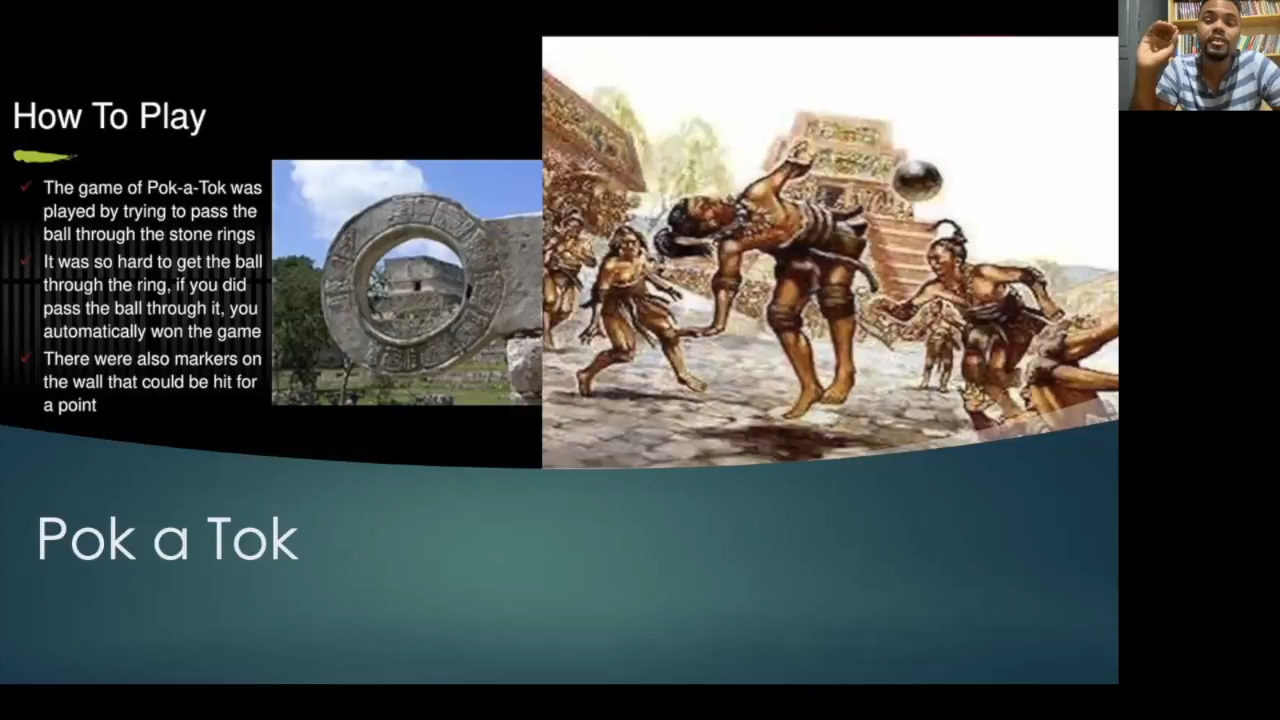 How To Play
The game of Pok-a-Tok was
played by trying to pass the
ball through the stone rings
It was so hard to get the ball
through the ring, if you did
pass the ball through it, you
automatically won the game
There were also markers on
the wall that could be hit for
a point
Pok a Tok